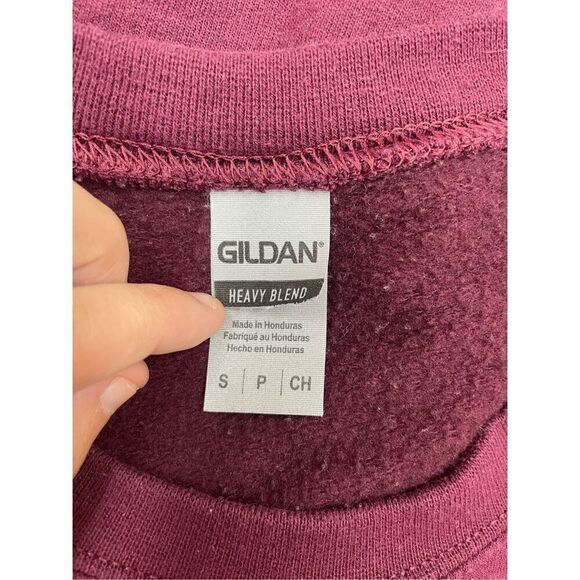 GILDAN®
HEAVY BLEND
Made in Honduras
Fabriqué au Honduras
Hecho en Honduras
S | P | CH